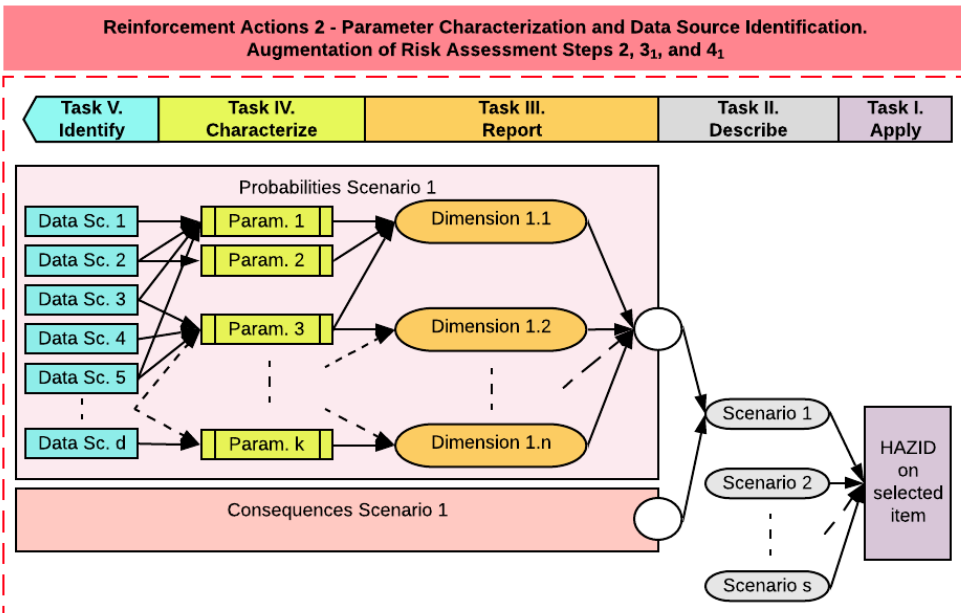 Reinforcement Actions 2 - Parameter Characterization and Data Source Identification.
Augmentation of Risk Assessment Steps 2, 3₁, and 4₁
Task V.
Identify
Task IV.
Characterize
Task III.
Report
Task II.
Describe
Task I.
Apply
Probabilities Scenario 1
Data Sc. 1
Data Sc. 2
Data Sc. 3
Data Sc. 4
Data Sc. 5
Data Sc. d
Param. 1
Param. 2
Param. 3
Param. k
Dimension 1.1
Dimension 1.2
Dimension 1.n
Consequences Scenario 1
Scenario 1
Scenario 2
Scenario s
HAZID
on
selected
item